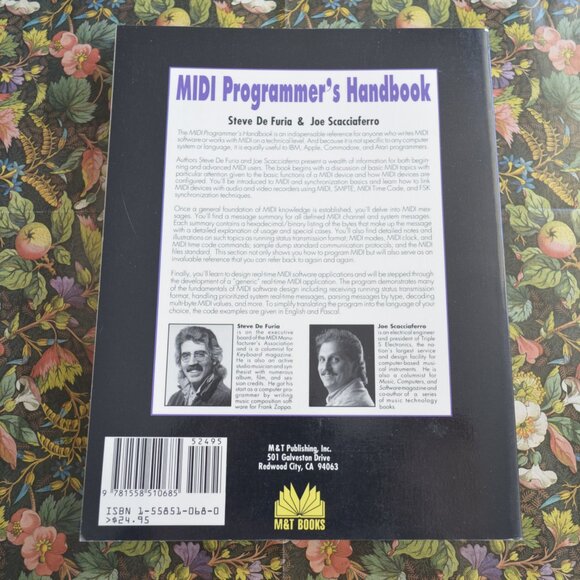 MIDI Programmer's Handbook
Steve De Furia & Joe Scacciaferro
The MIDI Programmer's Handbook is an indispensable reference for anyone who writes MIDI
software or works with MIDI on a technical level. And because it is not specific to any computer
system or language, it is equally useful to IBM, Apple, Commodore, and Atari programmers.
Authors Steve De Furia and Joe Scacciaferro present a wealth of information for both begin-
ning and advanced MIDI users. The book begins with a discussion of basic MIDI topics with
particular attention given to the basic functions of a MIDI device and how MIDI devices are
configured. You'll be introduced to MIDI and synchronization basics and learn how to link
MIDI devices with audio and video recorders using MIDI, SMPTE, MIDI Time Code, and FSK
synchronization techniques.
Once a general foundation of MIDI knowledge is established, you'll delve into MIDI mes-
sages. You'll find a message summary for all defined MIDI channel and system messages.
Each summary contains a hexadecimal/binary listing of the bytes that make up the message
with a detailed explanation of usage and special cases. You'll also find detailed notes and
illustrations on such topics as running status transmission format, MIDI modes, MIDI clock, and
MIDI time code commands, sample dump standard communication protocols, and the MIDI
files standard. This section not only shows you how to program MIDI but will also serve as an
invaluable reference that you can refer back to again and again.
Finally, you'll learn to design real-time MIDI software applications and will be stepped through
the development of a "generic" real-time MIDI application. The program demonstrates many
of the fundamentals of MIDI software design including receiving running status transmission
format, handling prioritized system real-time messages, parsing messages by type, decoding
multi-byte MIDI values, and more. To simplify translating the program into the language of your
choice, the code examples are given in English and Pascal.
Steve De Furia
is on the executive
board of the MIDI Manu-
facturer's Association
and is a columnist for
Keyboard magazine. He
is also an active
studio musician and syn-
thesist with numerous
album, film, and ses-
sion credits. He got his
start as a computer pro-
grammer by writing
music composition soft-
ware for Frank Zappa.
Joe Scacciaferro
is an electrical engineer
and president of Triple
S Electronics, the na-
tion's largest service
and design facility for
computer-based musi-
cal instruments. He is
also a columnist for
Music, Computers, and
Software magazine and
co-author of a series
of music technology
books.
M&T Publishing, Inc.
501 Galveston Drive
Redwood City, CA 94063
M&T BOOKS
52495
9 781558 510685
ISBN 1-55851-068-0
>$24.95